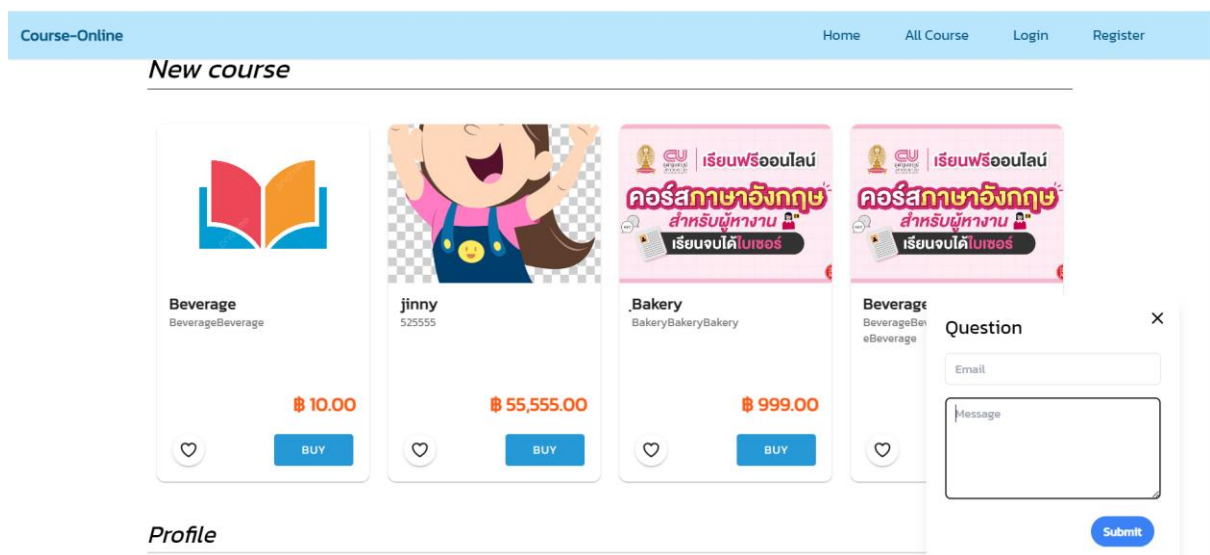 Course-Online
Home
All Course
Login
Register
New course
เรียนฟรีออนไลน์
คอร์สภาษาอังกฤษ
สำหรับผู้หางาน
เรียนจบได้ใบเซอร์
เรียนฟรีออนไลน์
คอร์สภาษาอังกฤษ
สำหรับผู้หางาน
เรียนจบได้ใบเซอร์
Beverage
BeverageBeverage
฿ 10.00
BUY
jinny
525555
฿ 55,555.00
BUY
ฺBakery
BakeryBakeryBakery
฿ 999.00
BUY
Beverage
BeverageBev
eBeverage
Question
Email
Message
Submit
Profile